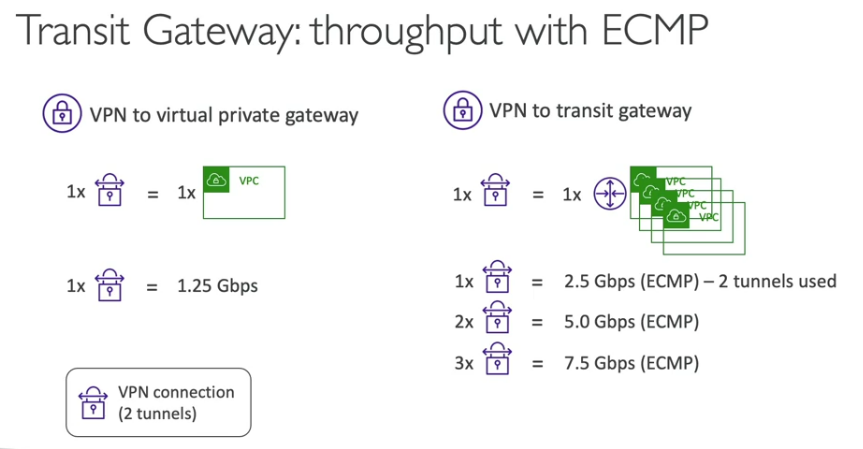 Transit Gateway: throughput with ECMP
VPN to virtual private gateway
1x = 1x VPC
1x = 1.25 Gbps
VPN connection
(2 tunnels)
VPN to transit gateway
1x = 1x VPC VPC VPC VPC
1x = 2.5 Gbps (ECMP) – 2 tunnels used
2x = 5.0 Gbps (ECMP)
3x = 7.5 Gbps (ECMP)